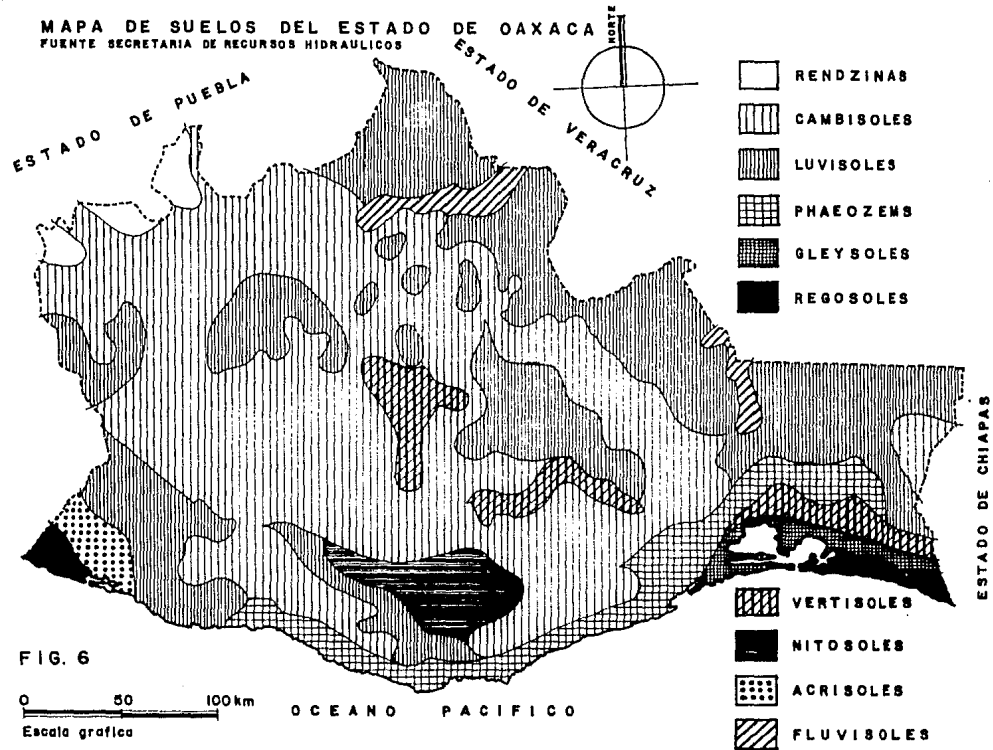 MAPA DE SUELOS DEL ESTADO DE OAXACA
FUENTE SECRETARIA DE RECURSOS HIDRAULICOS
NORTE
ESTADO DE PUEBLA
ESTADO DE VERACRUZ
RENDZINAS
CAMBISOLES
LUVISOLES
PHAEOZEMS
GLEYSOLES
REGOSOLES
ESTADO DE CHIAPAS
VERTISOLES
NITOSOLES
ACRISOLES
FLUVISOLES
FIG. 6
0 50 100 km
Escala grafica
OCEANO PACIFICO